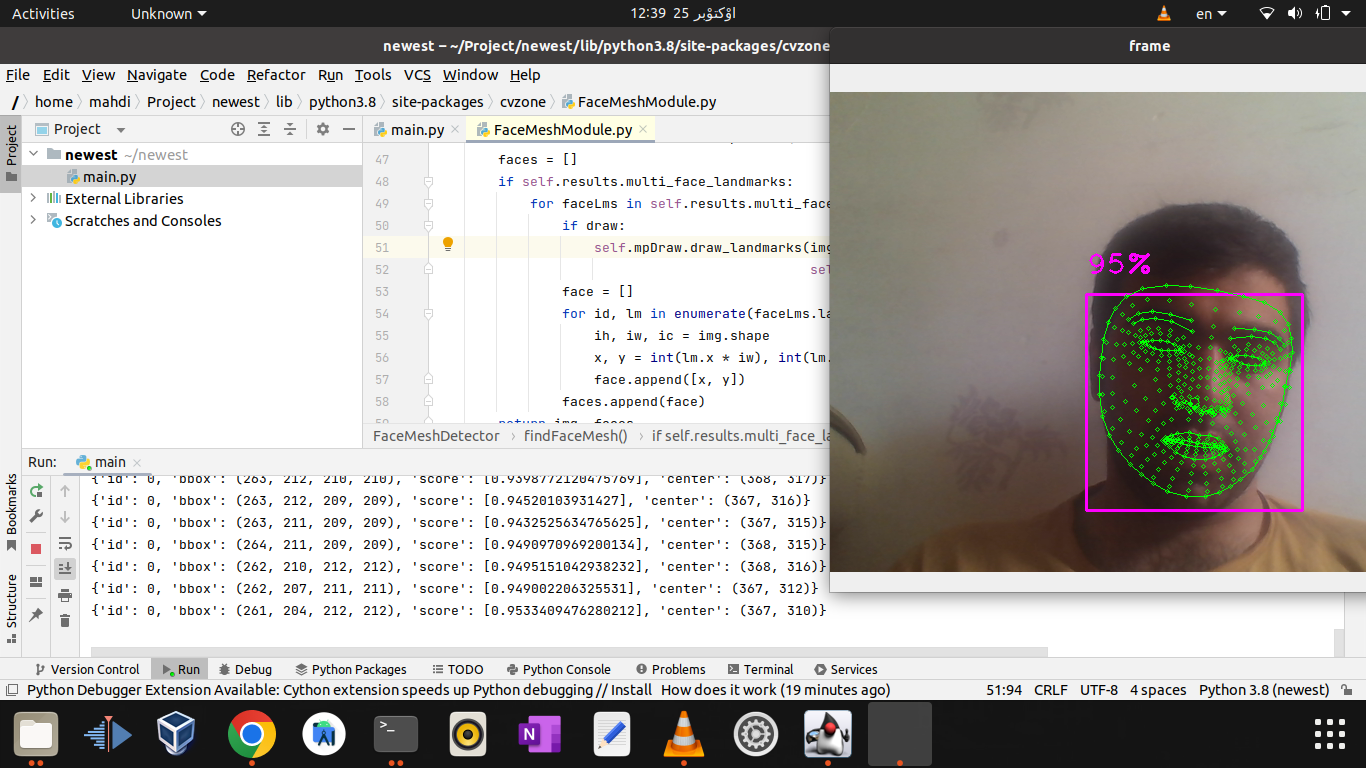 Activities
Unknown
12:39 25 اوْکتوْبر
en
newest – ~/Project/newest/lib/python3.8/site-packages/cvzone
frame
File Edit View Navigate Code Refactor Run Tools VCS Window Help
/ home mahdi Project newest lib python3.8 site-packages cvzone FaceMeshModule.py
Project
Project
main.py
FaceMeshModule.py
newest ~/newest
main.py
External Libraries
Scratches and Consoles
47 faces = []
48 if self.results.multi_face_landmarks:
49 for faceLms in self.results.multi_face
50 if draw:
51 self.mpDraw.draw_landmarks(img
52 sel
53 face = []
54 for id, lm in enumerate(faceLms.la
55 ih, iw, ic = img.shape
56 x, y = int(lm.x * iw), int(lm.
57 face.append([x, y])
58 faces.append(face)
return img, faces
FaceMeshDetector › findFaceMesh() › if self.results.multi_face_la
95%
Run: main
{'id': 0, 'bbox': (263, 212, 210, 210), 'score': [0.9398772120475769], 'center': (368, 317)}
{'id': 0, 'bbox': (263, 212, 209, 209), 'score': [0.94520103931427], 'center': (367, 316)}
{'id': 0, 'bbox': (263, 211, 209, 209), 'score': [0.9432525634765625], 'center': (367, 315)}
{'id': 0, 'bbox': (264, 211, 209, 209), 'score': [0.9490970969200134], 'center': (368, 315)}
{'id': 0, 'bbox': (262, 210, 212, 212), 'score': [0.9495151042938232], 'center': (368, 316)}
{'id': 0, 'bbox': (262, 207, 211, 211), 'score': [0.949002206325531], 'center': (367, 312)}
{'id': 0, 'bbox': (261, 204, 212, 212), 'score': [0.9533409476280212], 'center': (367, 310)}
Bookmarks
Structure
Version Control Run Debug Python Packages TODO Python Console Problems Terminal Services
Python Debugger Extension Available: Cython extension speeds up Python debugging // Install How does it work (19 minutes ago)
51:94 CRLF UTF-8 4 spaces Python 3.8 (newest)
>_
N